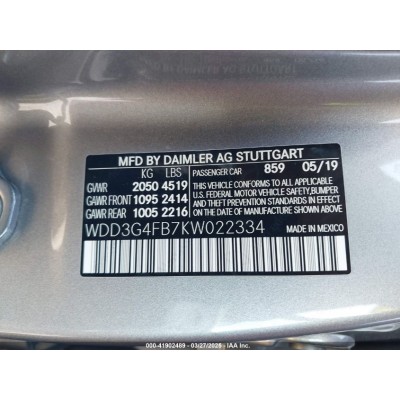 MFD BY DAIMLER AG STUTTGART
KG LBS PASSENGER CAR 859 05/19
GVWR 2050 4519 THIS VEHICLE CONFORMS TO ALL APPLICABLE
GAWR FRONT 1095 2414 U.S. FEDERAL MOTOR VEHICLE SAFETY, BUMPER
GAWR REAR 1005 2216 AND THEFT PREVENTION STANDARDS IN EFFECT ON THE DATE OF MANUFACTURE SHOWN ABOVE.
WDD3G4FB7KW022334 MADE IN MEXICO
000-41902489 - 03/27/2025 - IAA Inc.